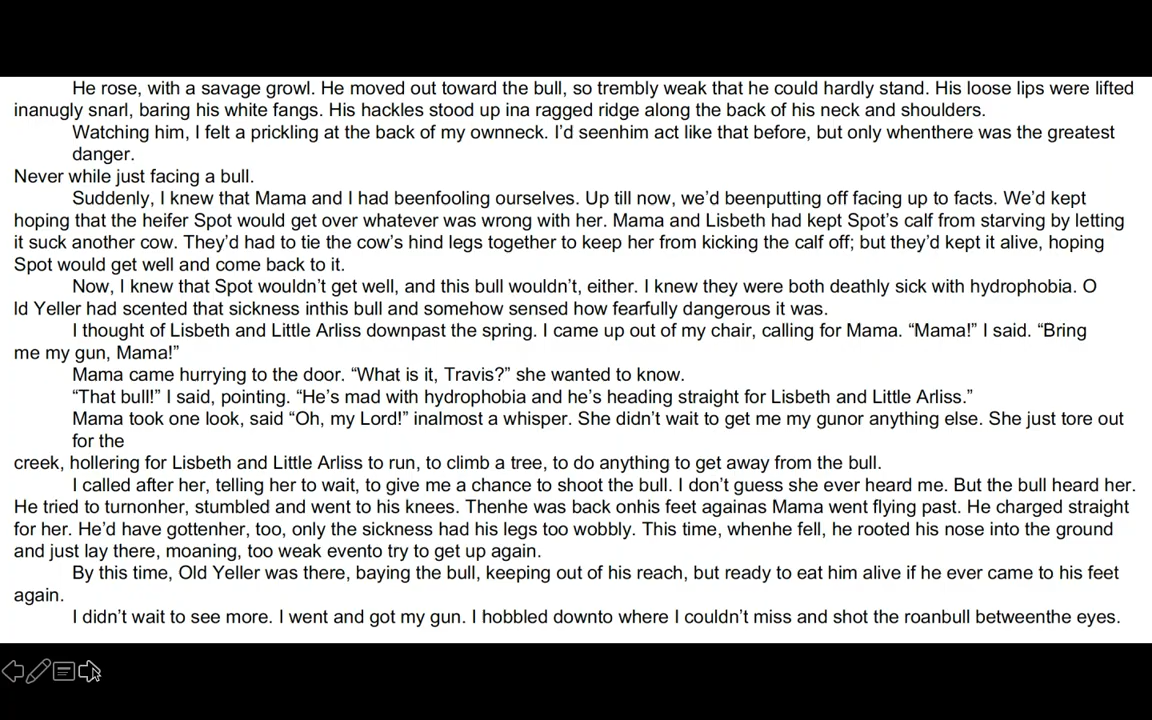 He rose, with a savage growl. He moved out toward the bull, so trembly weak that he could hardly stand. His loose lips were lifted
inanugly snarl, baring his white fangs. His hackles stood up ina ragged ridge along the back of his neck and shoulders.
Watching him, I felt a prickling at the back of my ownneck. I’d seenhim act like that before, but only whenthere was the greatest
danger.
Never while just facing a bull.
Suddenly, I knew that Mama and I had beenfooling ourselves. Up till now, we’d beenputting off facing up to facts. We’d kept
hoping that the heifer Spot would get over whatever was wrong with her. Mama and Lisbeth had kept Spot’s calf from starving by letting
it suck another cow. They’d had to tie the cow’s hind legs together to keep her from kicking the calf off; but they’d kept it alive, hoping
Spot would get well and come back to it.
Now, I knew that Spot wouldn’t get well, and this bull wouldn’t, either. I knew they were both deathly sick with hydrophobia. O
ld Yeller had scented that sickness inthis bull and somehow sensed how fearfully dangerous it was.
I thought of Lisbeth and Little Arliss downpast the spring. I came up out of my chair, calling for Mama. “Mama!” I said. “Bring
me my gun, Mama!”
Mama came hurrying to the door. “What is it, Travis?” she wanted to know.
“That bull!” I said, pointing. “He’s mad with hydrophobia and he’s heading straight for Lisbeth and Little Arliss.”
Mama took one look, said “Oh, my Lord!” inalmost a whisper. She didn’t wait to get me my gunor anything else. She just tore out
for the
creek, hollering for Lisbeth and Little Arliss to run, to climb a tree, to do anything to get away from the bull.
I called after her, telling her to wait, to give me a chance to shoot the bull. I don’t guess she ever heard me. But the bull heard her.
He tried to turnonher, stumbled and went to his knees. Thenhe was back onhis feet againas Mama went flying past. He charged straight
for her. He’d have gottenher, too, only the sickness had his legs too wobbly. This time, whenhe fell, he rooted his nose into the ground
and just lay there, moaning, too weak evento try to get up again.
By this time, Old Yeller was there, baying the bull, keeping out of his reach, but ready to eat him alive if he ever came to his feet
again.
I didn’t wait to see more. I went and got my gun. I hobbled downto where I couldn’t miss and shot the roanbull betweenthe eyes.